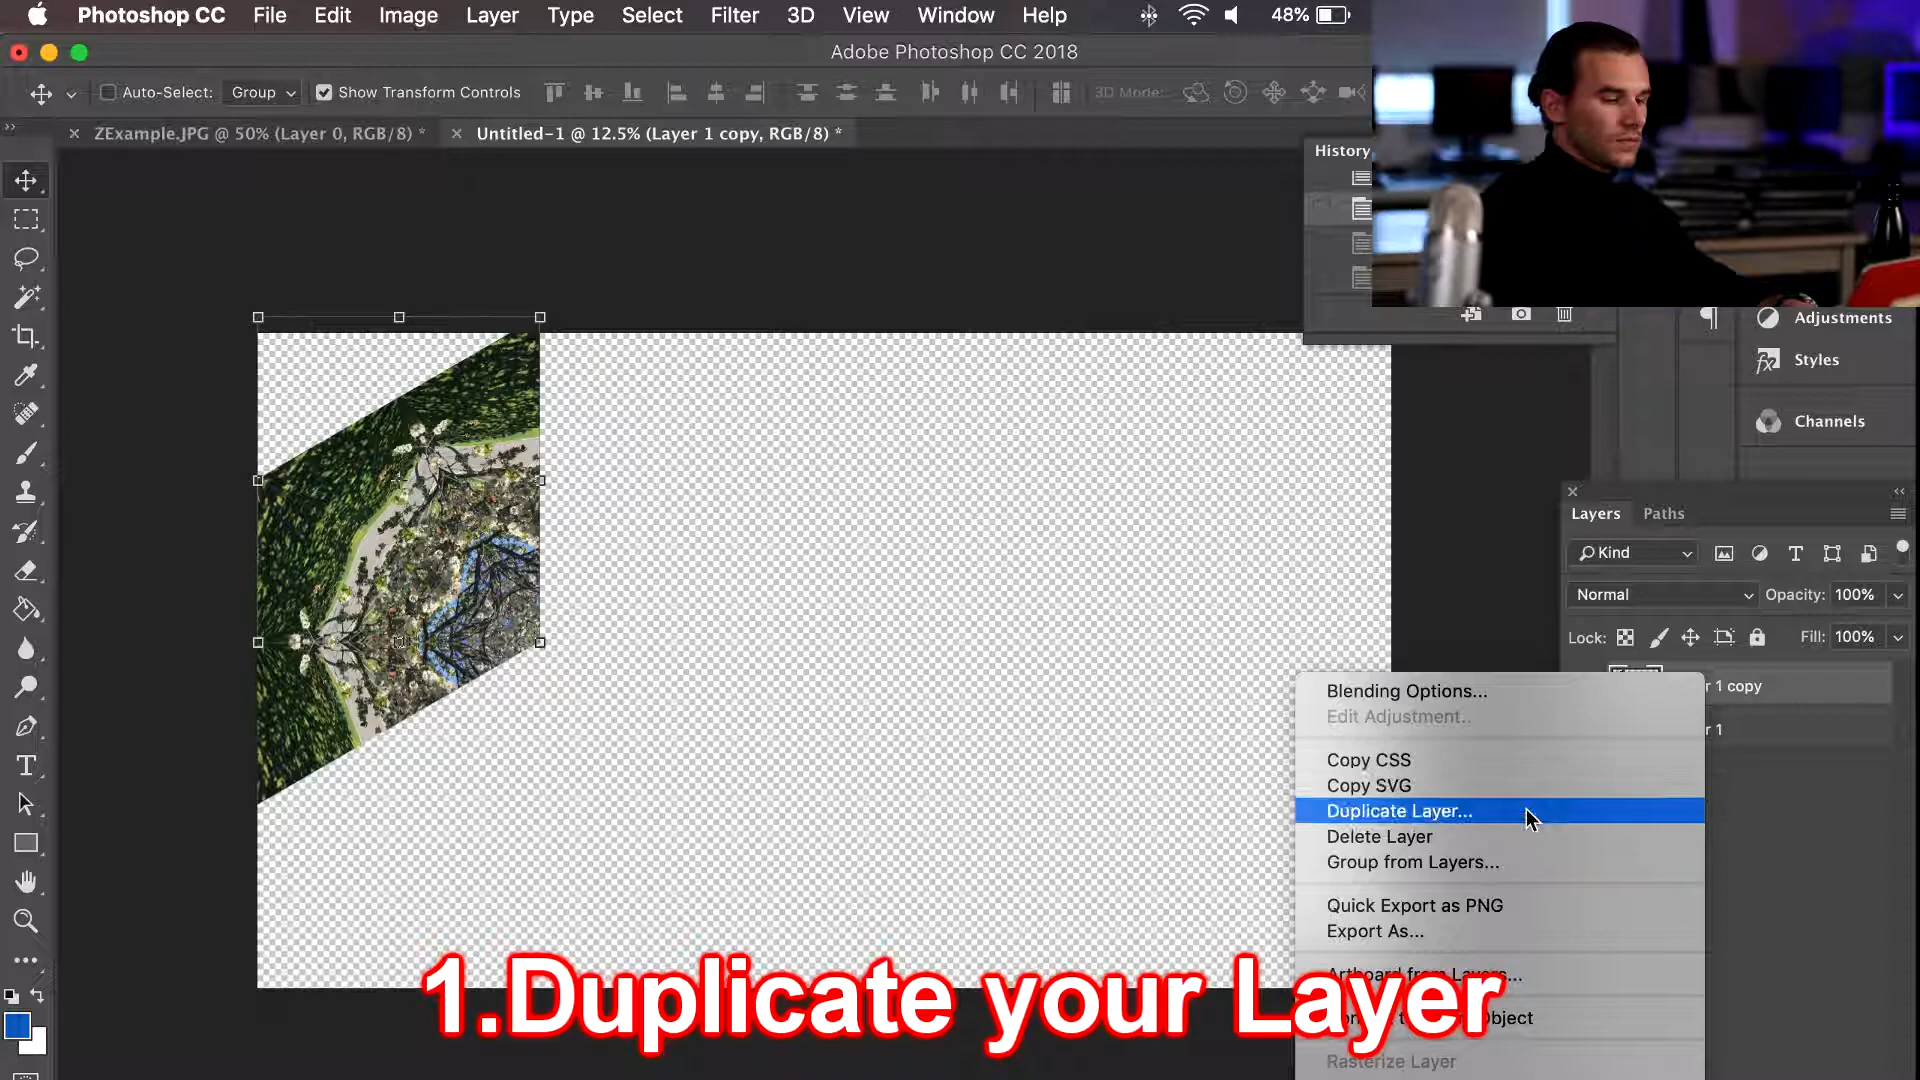 Photoshop CC File Edit Image Layer Type Select Filter 3D View Window Help 48%
Adobe Photoshop CC 2018
Auto-Select: Group Show Transform Controls 3D Mode:
ZExample.JPG @ 50% (Layer 0, RGB/8) * Untitled-1 @ 12.5% (Layer 1 copy, RGB/8) *
History
Adjustments
Styles
Channels
Layers Paths
Kind
Normal Opacity: 100%
Lock: Fill: 100%
r 1 copy
r 1
Blending Options...
Edit Adjustment..
Copy CSS
Copy SVG
Duplicate Layer...
Delete Layer
Group from Layers...
Quick Export as PNG
Export As...
Artboard from Layers...
Object
Rasterize Layer
1.Duplicate your Layer